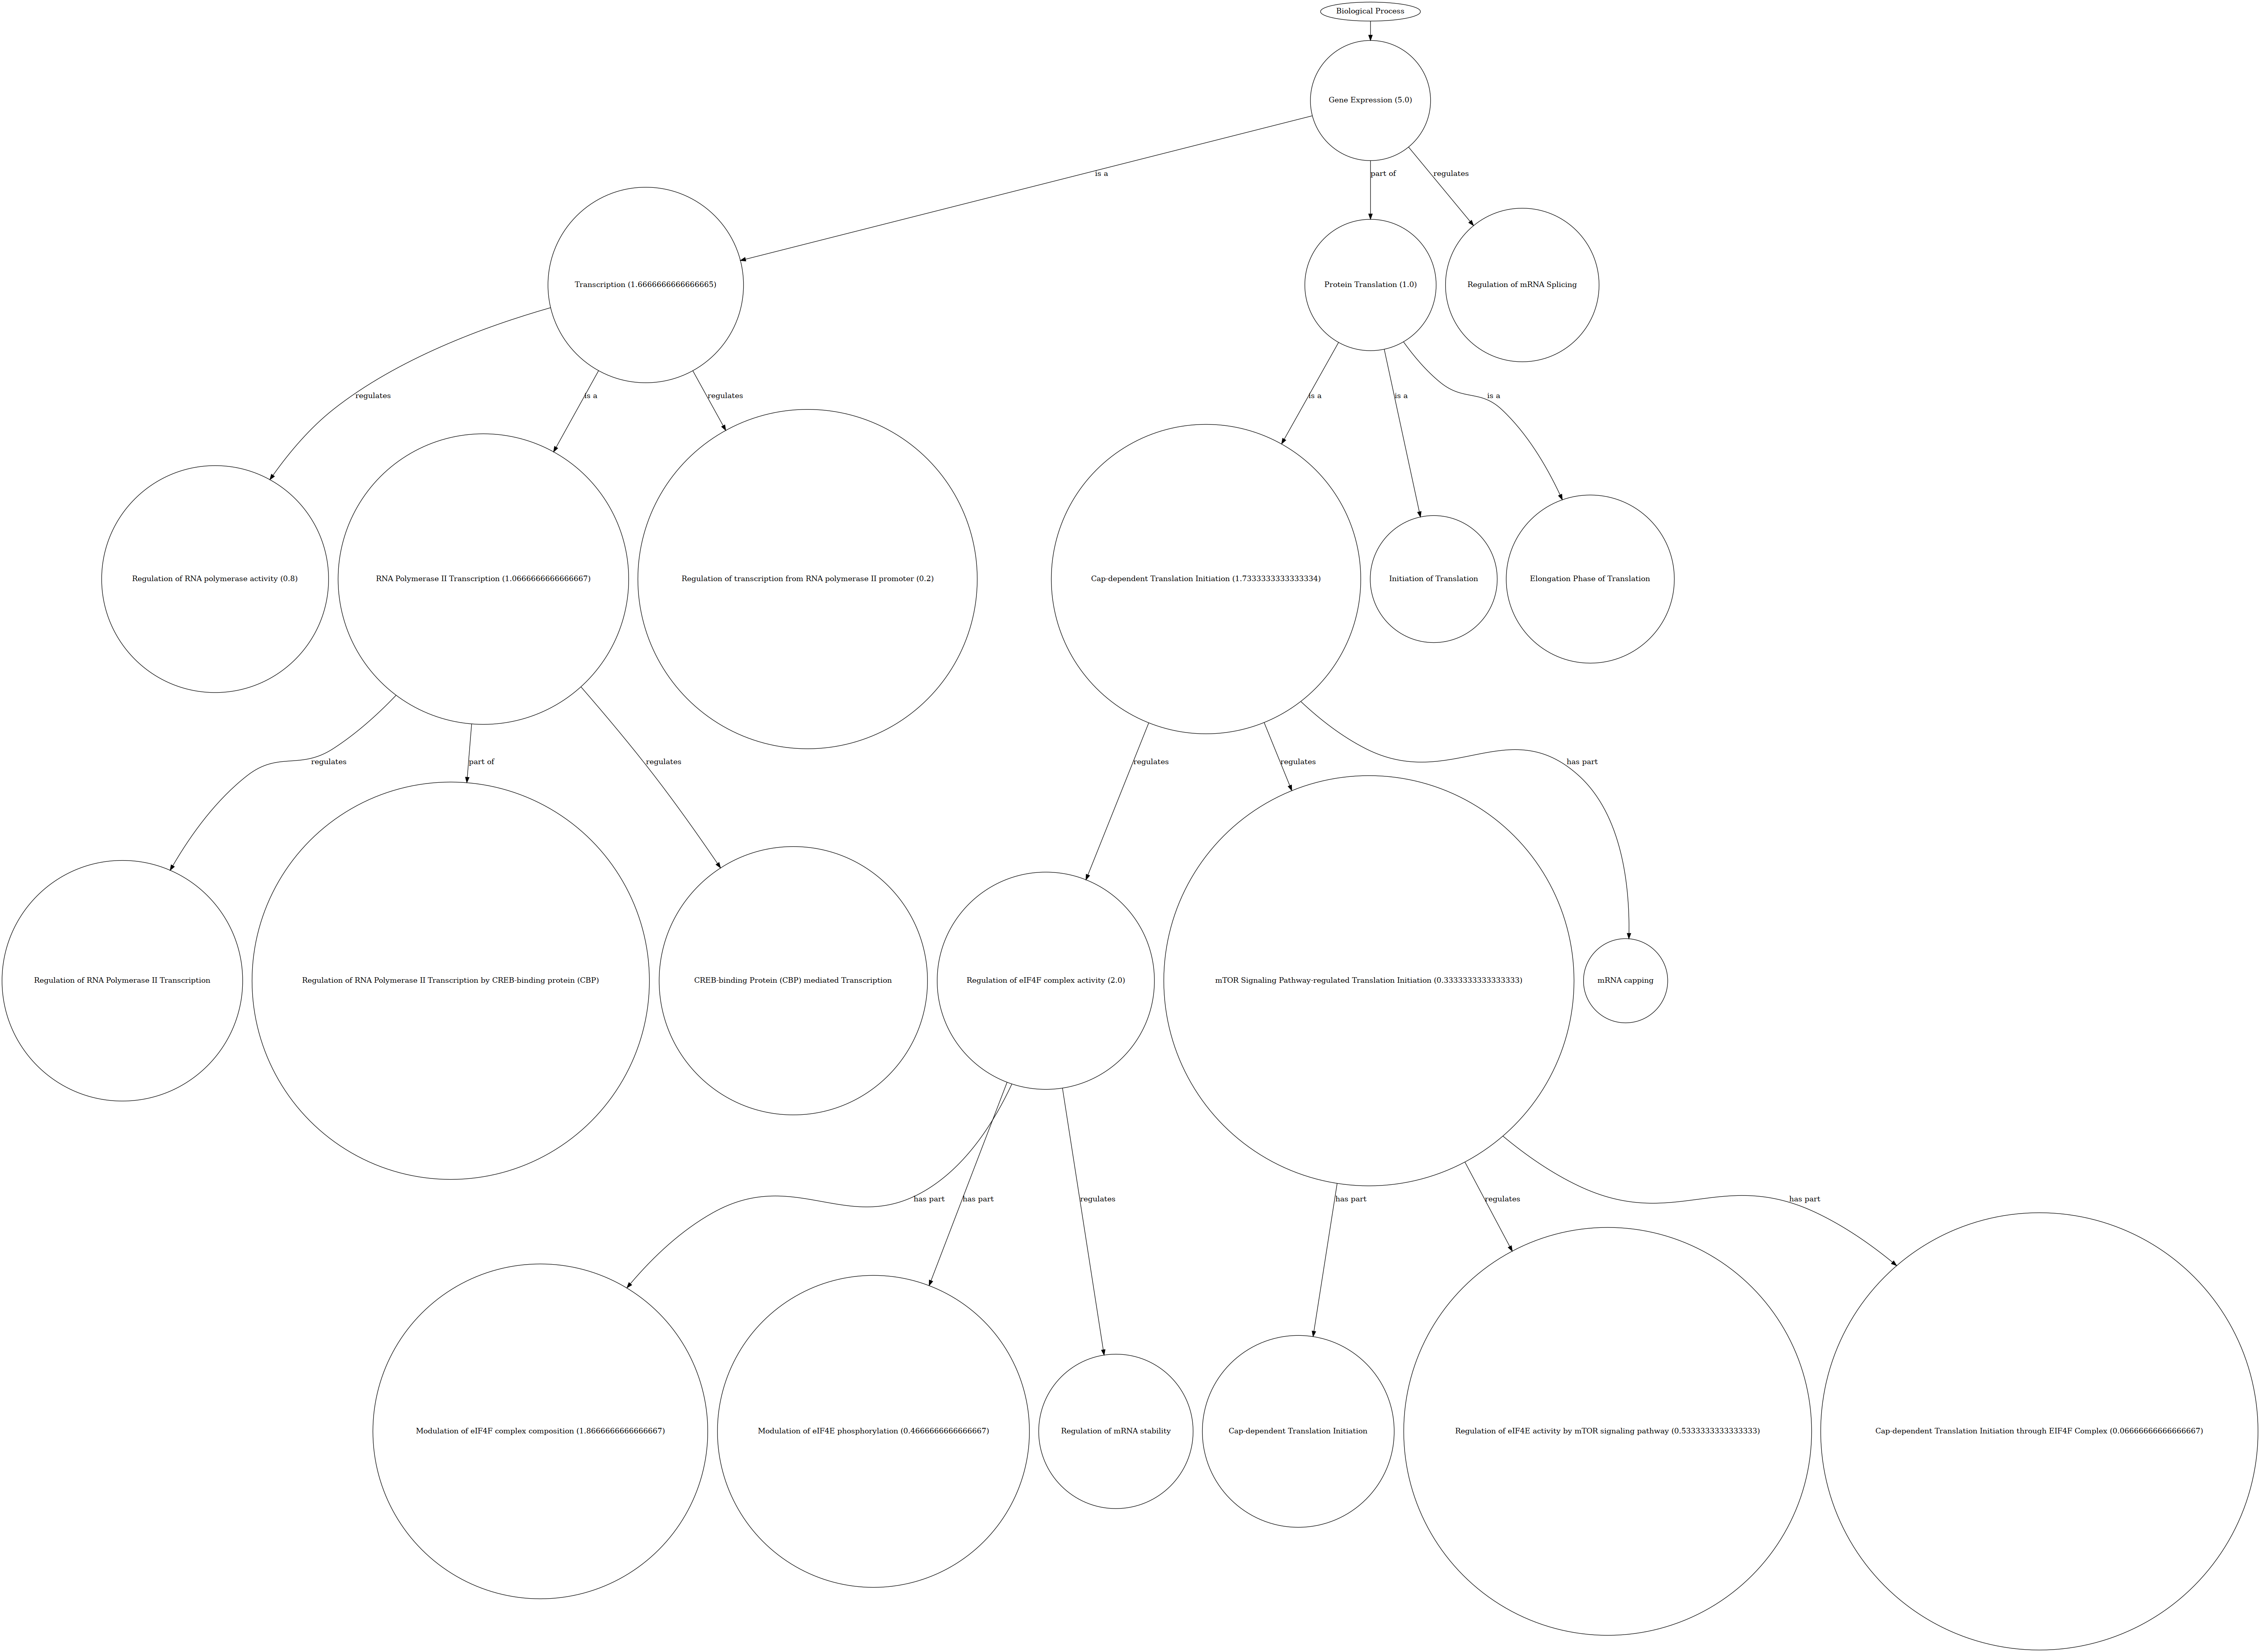 Biological Process
Gene Expression (5.0)
is a
part of
regulates
Transcription (1.6666666666666665)
Protein Translation (1.0)
Regulation of mRNA Splicing
regulates
is a
regulates
is a
is a
is a
Regulation of RNA polymerase activity (0.8)
RNA Polymerase II Transcription (1.0666666666666667)
Regulation of transcription from RNA polymerase II promoter (0.2)
Cap-dependent Translation Initiation (1.7333333333333334)
Initiation of Translation
Elongation Phase of Translation
regulates
part of
regulates
regulates
regulates
has part
Regulation of RNA Polymerase II Transcription
Regulation of RNA Polymerase II Transcription by CREB-binding protein (CBP)
CREB-binding Protein (CBP) mediated Transcription
Regulation of eIF4F complex activity (2.0)
mTOR Signaling Pathway-regulated Translation Initiation (0.3333333333333333)
mRNA capping
has part
has part
regulates
has part
regulates
has part
Modulation of eIF4F complex composition (1.8666666666666667)
Modulation of eIF4E phosphorylation (0.4666666666666667)
Regulation of mRNA stability
Cap-dependent Translation Initiation
Regulation of eIF4E activity by mTOR signaling pathway (0.5333333333333333)
Cap-dependent Translation Initiation through EIF4F Complex (0.06666666666666667)